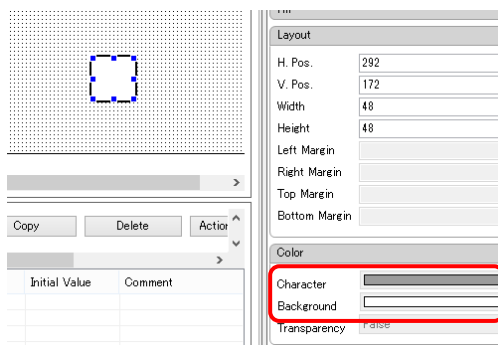 Fill
Layout
H. Pos. 292
V. Pos. 172
Width 48
Height 48
Left Margin
Right Margin
Top Margin
Bottom Margin
Copy Delete Action
Color
Initial Value Comment
Character
Background
Transparency False